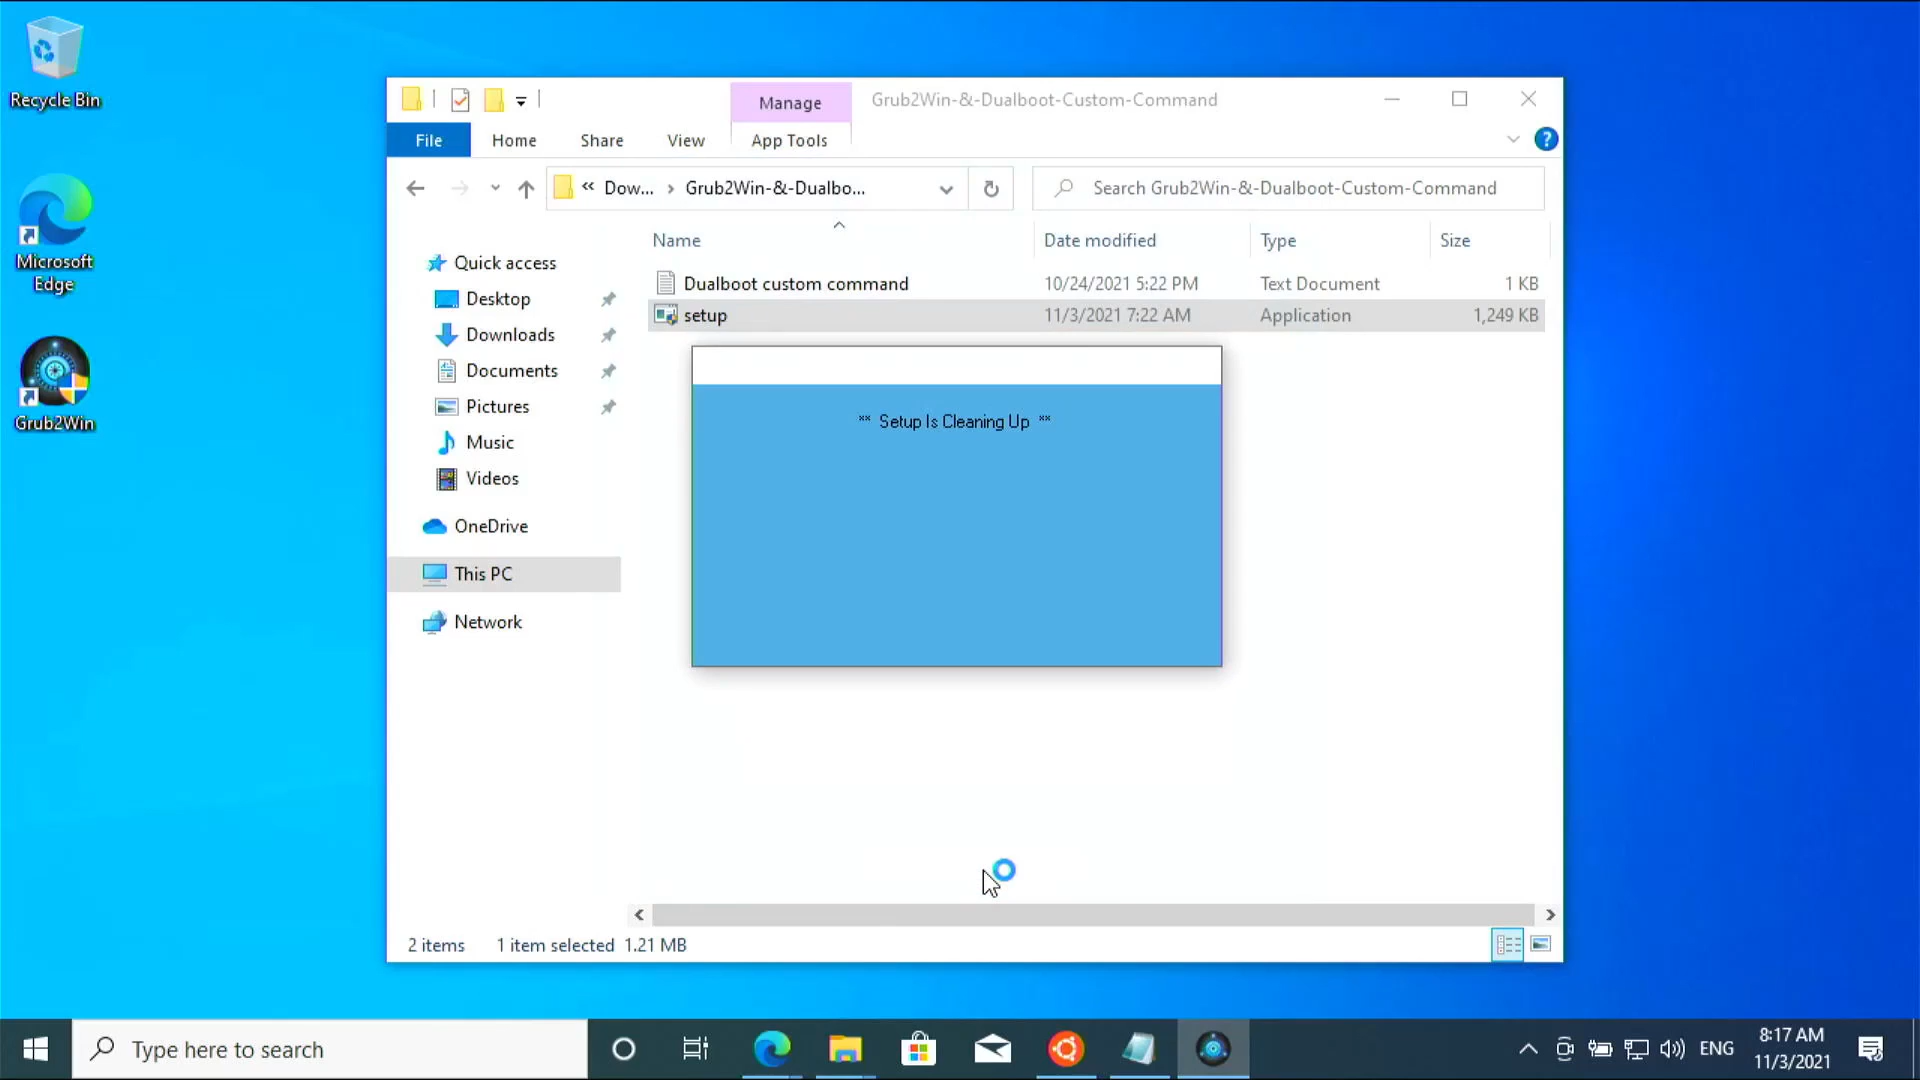 Recycle Bin
Microsoft
Edge
Grub2Win
Manage
Grub2Win-&-Dualboot-Custom-Command
File
Home
Share
View
App Tools
?
« Dow... › Grub2Win-&-Dualbo...
Search Grub2Win-&-Dualboot-Custom-Command
Name
Date modified
Type
Size
Dualboot custom command
10/24/2021 5:22 PM
Text Document
1 KB
setup
11/3/2021 7:22 AM
Application
1,249 KB
Quick access
Desktop
Downloads
Documents
Pictures
Music
Videos
OneDrive
This PC
Network
** Setup Is Cleaning Up **
2 items
1 item selected 1.21 MB
Type here to search
ENG
8:17 AM
11/3/2021